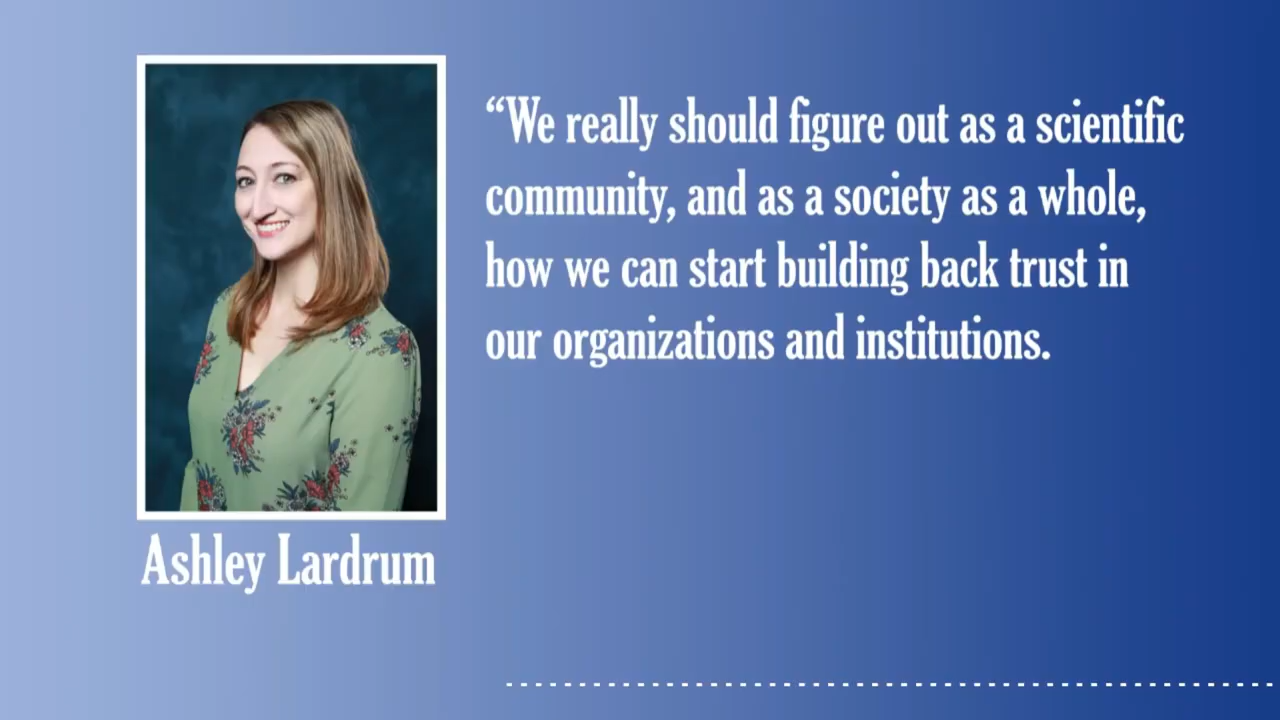 “We really should figure out as a scientific
community, and as a society as a whole,
how we can start building back trust in
our organizations and institutions.
Ashley Lardrum